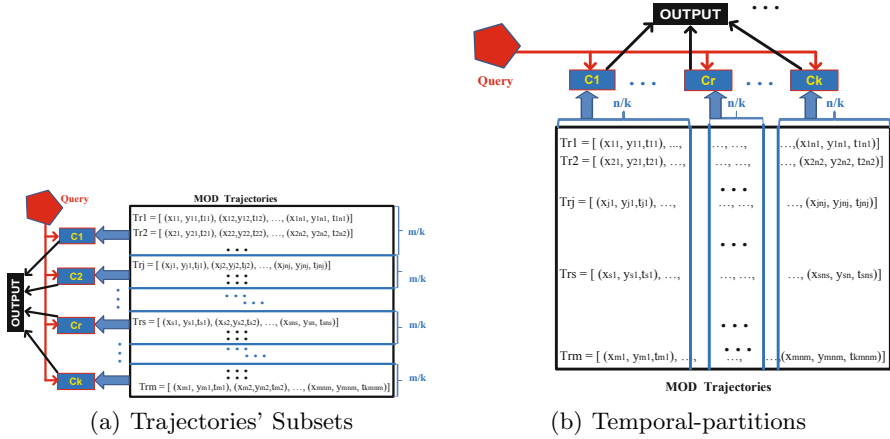 MOD Trajectories
Query
Tr1 = [ (x11, y11,t11), (x12,y12,t12), …, (x1n1, y1n1, t1n1)]
Tr2 = [ (x21, y21,t21), (x22,y22,t22), …, (x2n2, y2n2, t2n2)]
C1
m/k
...
Trj = [ (xj1, yj1,tj1), (xj2,yj2,tj2), …, (xjnj, yjnj, tjnj)]
C2
...
...
OUTPUT
Trs = [ (xs1, ys1,ts1), (xs2,ys2,ts2), …, (xsns, ysn, tsns)]
Cr
m/k
...
...
Ck
m/k
Trm = [ (xm1, ym1,tm1), (xm2,ym2,tm2), …, (xmnm, ymnm, tkmnm)]
(a) Trajectories' Subsets
OUTPUT ...
Query
C1 ... Cr ... Ck
n/k n/k n/k
Tr1 = [ (x11, y11,t11), ..., …, …, …,(x1n1, y1n1, t1n1)]
Tr2 = [ (x21, y21,t21), …, …, …, …, (x2n2, y2n2, t2n2)]
...
Trj = [ (xj1, yj1,tj1), …, …, …, …, (xjnj, yjnj, tjnj)]
...
Trs = [ (xs1, ys1,ts1), …, …, …, …, (xsns, ysn, tsns)]
...
...
Trm = [ (xm1, ym1,tm1), …, …, …,(xmnm, ymnm, tkmnm)]
MOD Trajectories
(b) Temporal-partitions